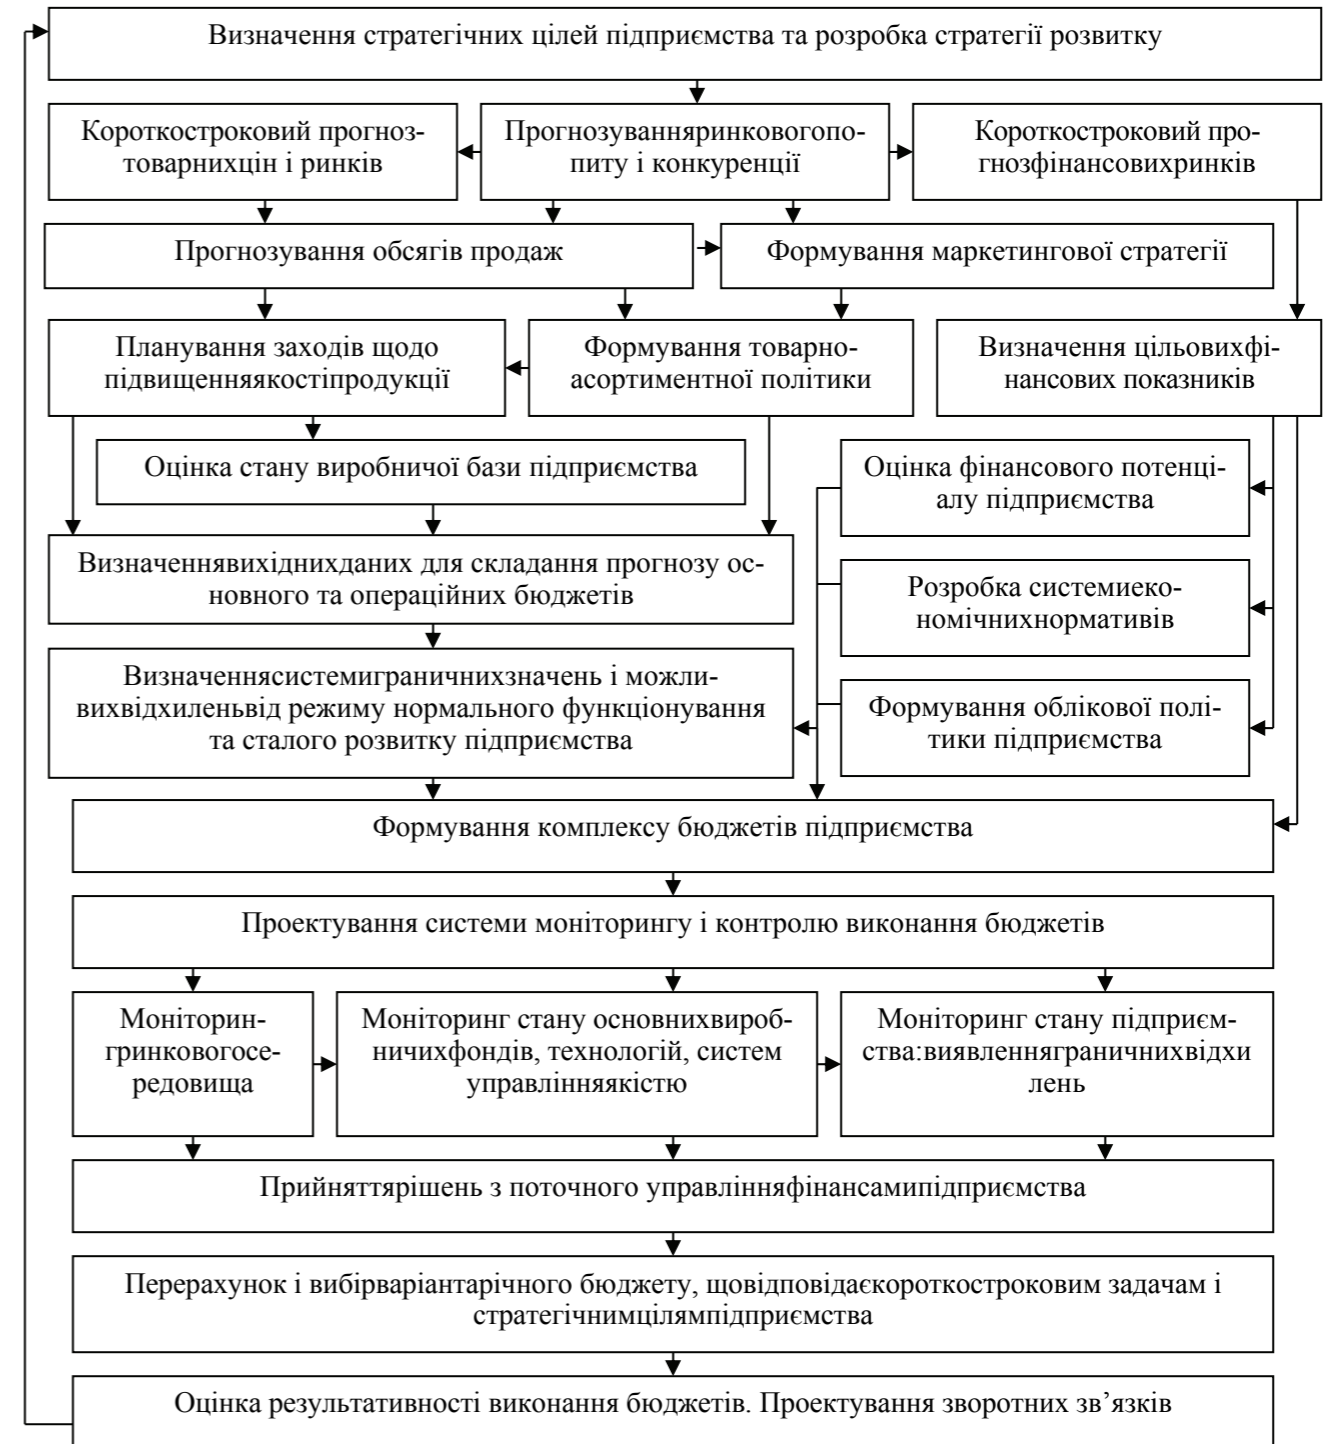 Визначення стратегічних цілей підприємства та розробка стратегії розвитку
Короткостроковий прогноз-
товарнихцін і ринків
Прогнозуванняринковогопо-
питу і конкуренції
Короткостроковий про-
гнозфінансовихринків
Прогнозування обсягів продаж
Формування маркетингової стратегії
Планування заходів щодо
підвищенняякостіпродукції
Формування товарно-
асортиментної політики
Визначення цільовихфі-
нансових показників
Оцінка стану виробничої бази підприємства
Оцінка фінансового потенці-
алу підприємства
Визначеннявихіднихданих для складання прогнозу ос-
новного та операційних бюджетів
Розробка системиеко-
номічнихнормативів
Визначеннясистемиграничнихзначень і можли-
вихвідхиленьвід режиму нормального функціонування
та сталого розвитку підприємства
Формування облікової полі-
тики підприємства
Формування комплексу бюджетів підприємства
Проектування системи моніторингу і контролю виконання бюджетів
Моніторин-
гринковогосе-
редовища
Моніторинг стану основнихвироб-
ничихфондів, технологій, систем
управлінняякістю
Моніторинг стану підприєм-
ства:виявленняграничнихвідхи
лень
Прийняттярішень з поточного управлінняфінансамипідприємства
Перерахунок і вибірваріантарічного бюджету, щовідповідаєкороткостроковим задачам і
стратегічнимцілямпідприємства
Оцінка результативності виконання бюджетів. Проектування зворотних зв’язків